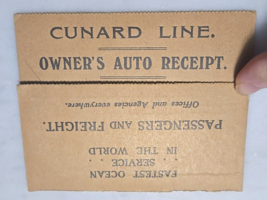 CUNARD LINE.
OWNER'S AUTO RECEIPT.
FASTEST OCEAN
. . SERVICE . .
IN THE WORLD
PASSENGERS AND FREIGHT.
Offices and Agencies everywhere.